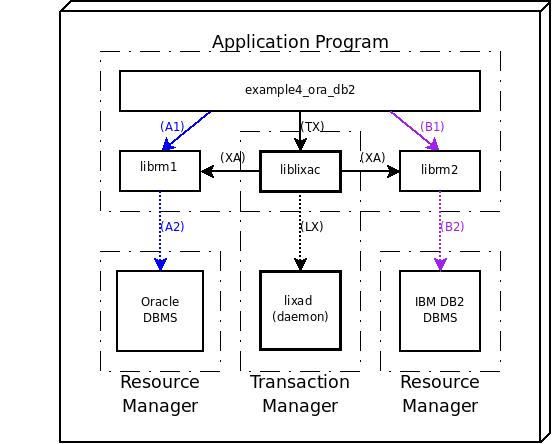 Application Program
example4_ora_db2
(A1)
(TX)
(B1)
librm1
(XA)
liblixac
(XA)
librm2
(A2)
(LX)
(B2)
Oracle
DBMS
lixad
(daemon)
IBM DB2
DBMS
Resource
Manager
Transaction
Manager
Resource
Manager